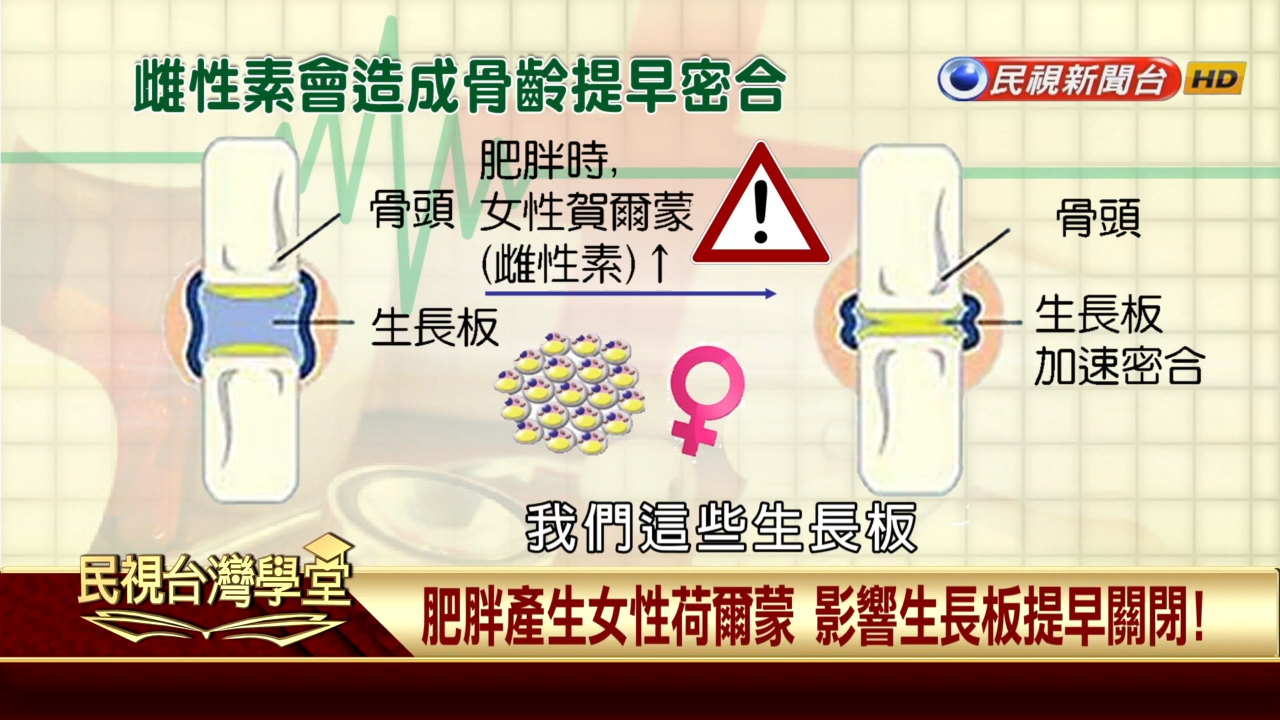 雌性素會造成骨齡提早密合
民視新聞台 HD
骨頭
生長板
肥胖時,
女性賀爾蒙
(雌性素)↑
骨頭
生長板
加速密合
我們這些生長板
民視台灣學堂
肥胖產生女性荷爾蒙 影響生長板提早關閉!